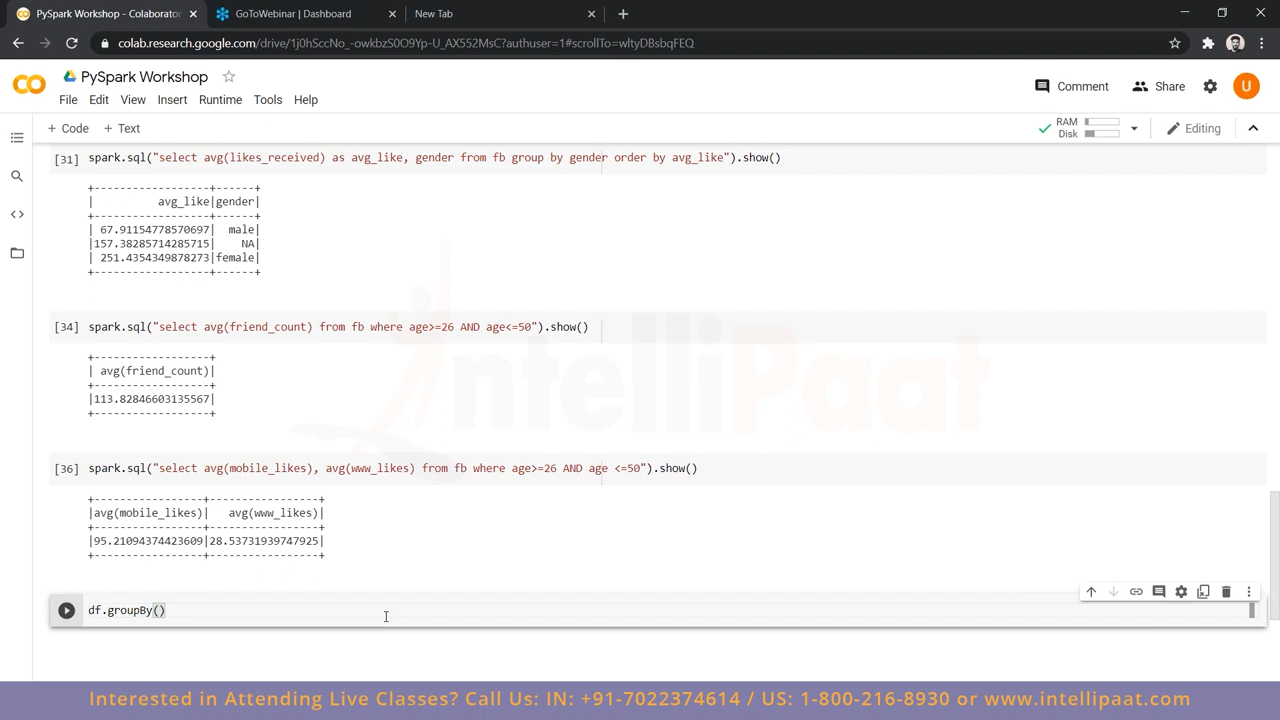 PySpark Workshop - Colaborator
GoToWebinar | Dashboard
New Tab
colab.research.google.com/drive/1j0hSccNo_-owkbzS0O9Yp-U_AX552MsC?authuser=1#scrollTo=wltyDBsbqFEQ
PySpark Workshop
Comment
Share
U
File Edit View Insert Runtime Tools Help
+ Code + Text
RAM
Disk
Editing
[31] spark.sql("select avg(likes_received) as avg_like, gender from fb group by gender order by avg_like").show()
+-----------------+------+
|         avg_like|gender|
+-----------------+------+
| 67.91154778570697|  male|
|157.38285714285715|    NA|
| 251.4354349878273|female|
+-----------------+------+
[34] spark.sql("select avg(friend_count) from fb where age>=26 AND age<=50").show()
+-----------------+
| avg(friend_count)|
+-----------------+
|113.82846603135567|
+-----------------+
[36] spark.sql("select avg(mobile_likes), avg(www_likes) from fb where age>=26 AND age <=50").show()
+-----------------+-----------------+
|avg(mobile_likes)|   avg(www_likes)|
+-----------------+-----------------+
|95.21094374423609|28.53731939747925|
+-----------------+-----------------+
df.groupBy()
IntelliPaat
Interested in Attending Live Classes? Call Us: IN: +91-7022374614 / US: 1-800-216-8930 or www.intellipaat.com